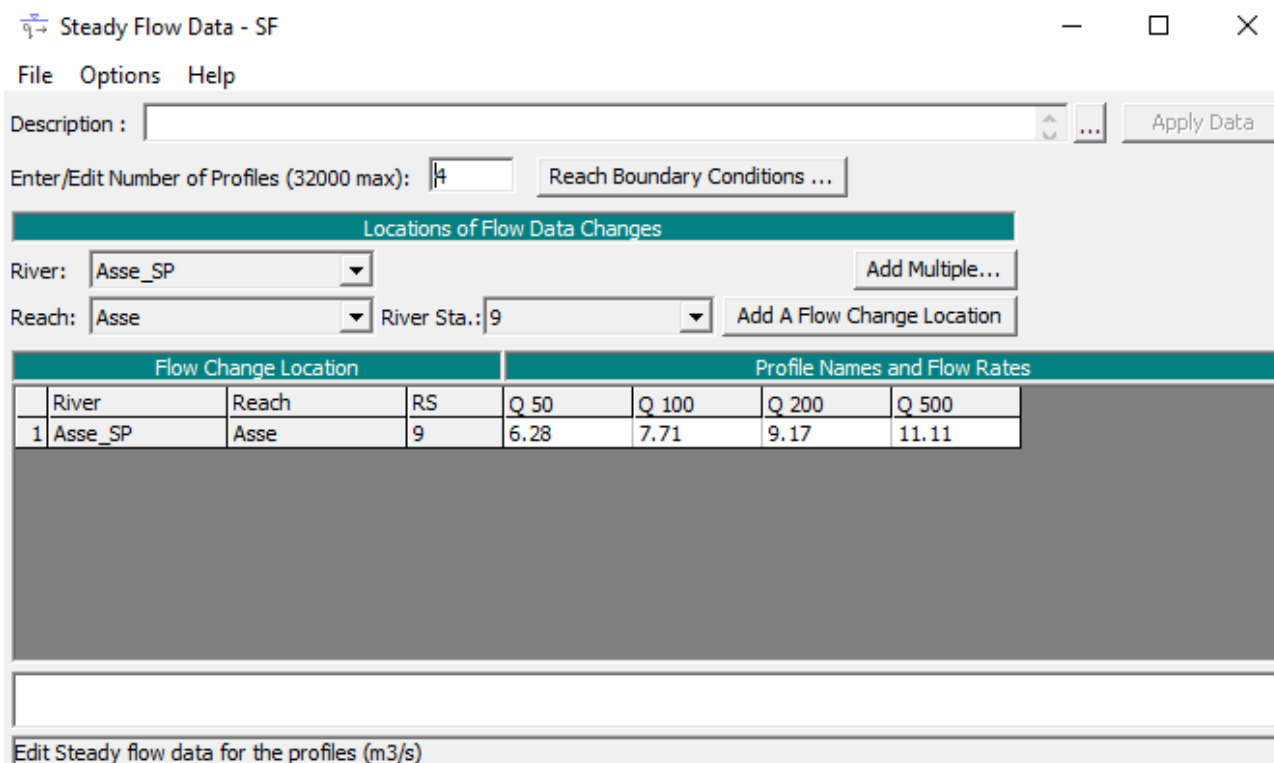 Steady Flow Data - SF
File Options Help
Description : ... Apply Data
Enter/Edit Number of Profiles (32000 max): 4 Reach Boundary Conditions ...
Locations of Flow Data Changes
River: Asse_SP Add Multiple...
Reach: Asse River Sta.: 9 Add A Flow Change Location
Flow Change Location Profile Names and Flow Rates
River Reach RS Q 50 Q 100 Q 200 Q 500
1 Asse_SP Asse 9 6.28 7.71 9.17 11.11
Edit Steady flow data for the profiles (m3/s)